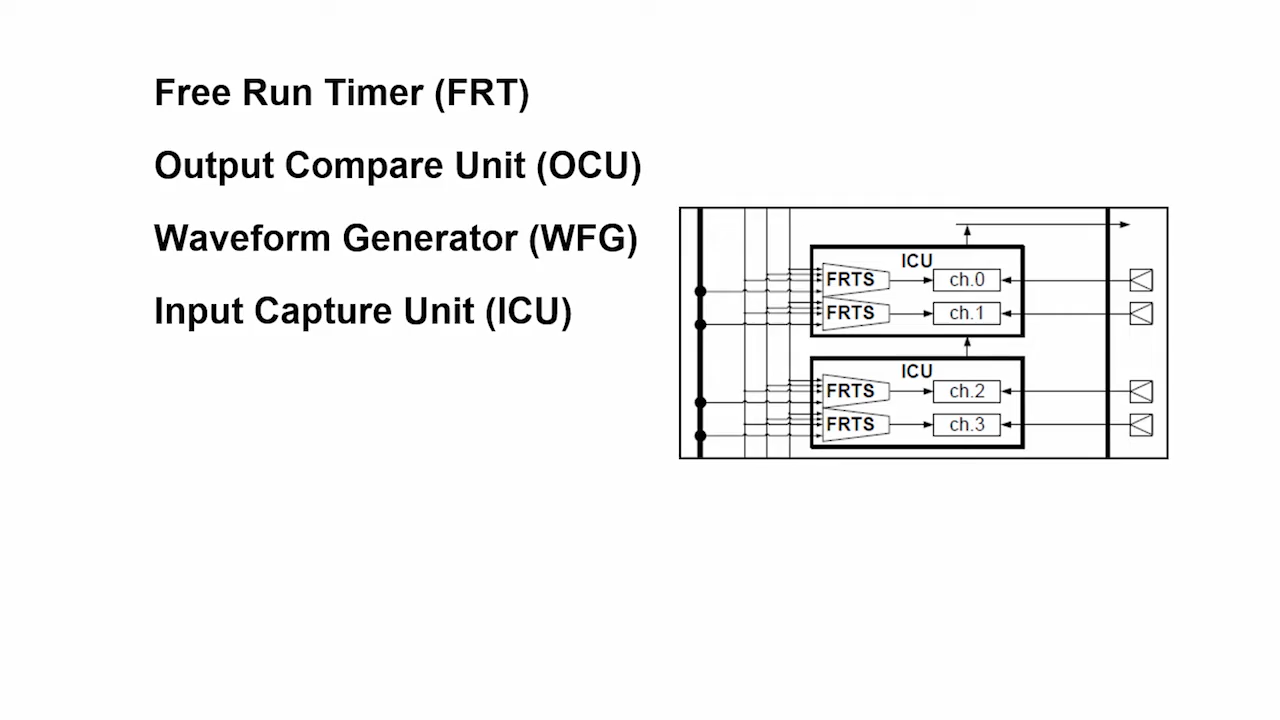 Free Run Timer (FRT)
Output Compare Unit (OCU)
Waveform Generator (WFG)
Input Capture Unit (ICU)
ICU
FRTS ch.0
FRTS ch.1
ICU
FRTS ch.2
FRTS ch.3